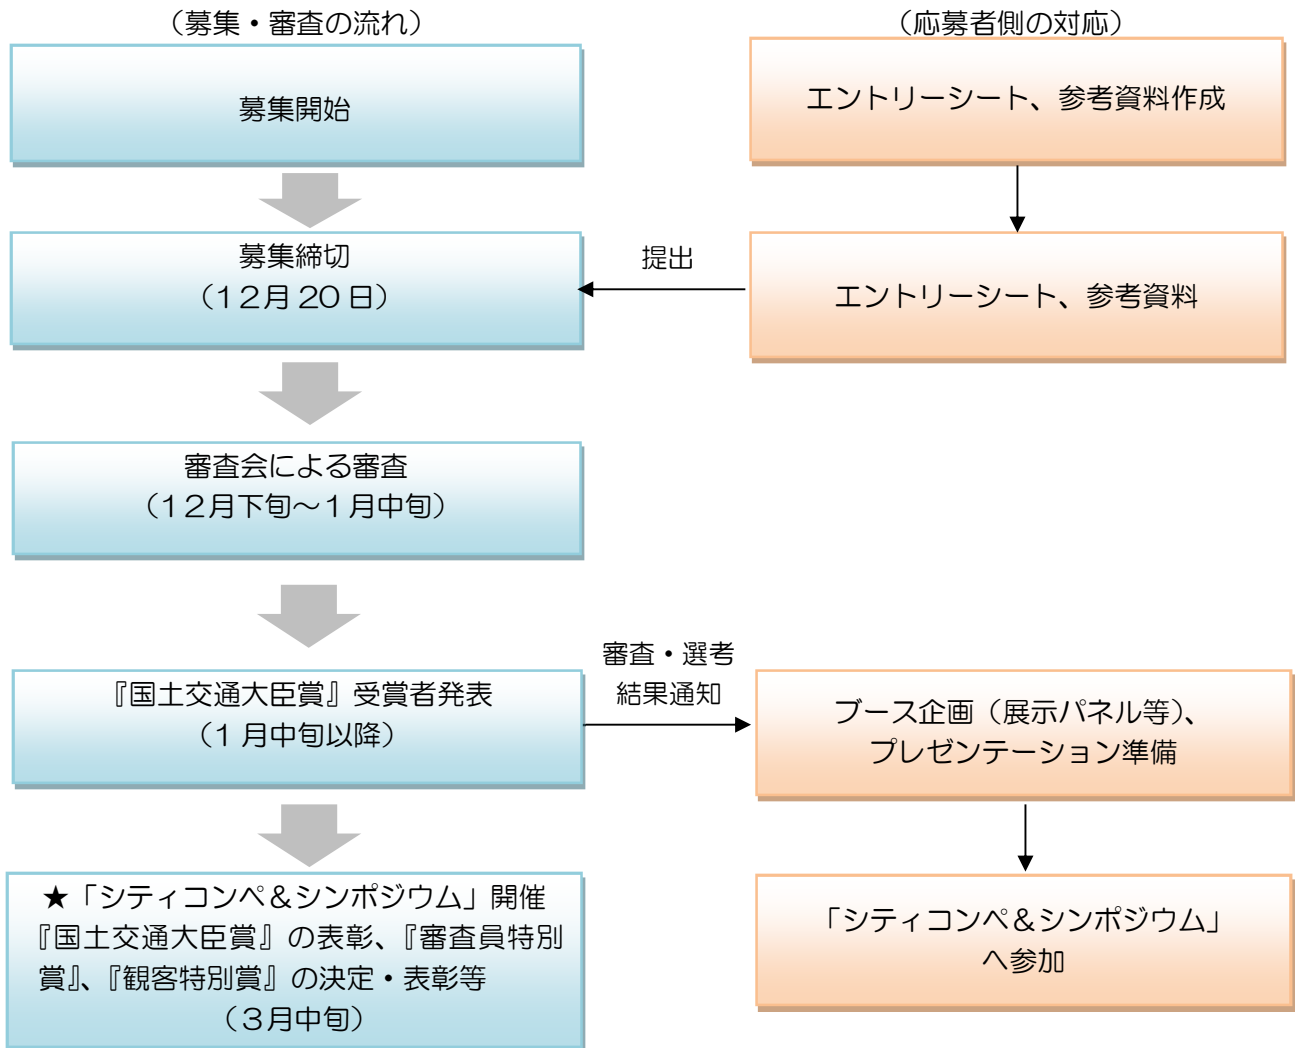 （募集・審査の流れ）
（応募者側の対応）
募集開始
エントリーシート、参考資料作成
募集締切
（１２月 20 日）
提出
エントリーシート、参考資料
審査会による審査
（１２月下旬～１月中旬）
『国土交通大臣賞』受賞者発表
（１月中旬以降）
審査・選考
結果通知
ブース企画（展示パネル等）、
プレゼンテーション準備
★「シティコンペ＆シンポジウム」開催
『国土交通大臣賞』の表彰、『審査員特別
賞』、『観客特別賞』の決定・表彰等
（３月中旬）
「シティコンペ＆シンポジウム」
へ参加